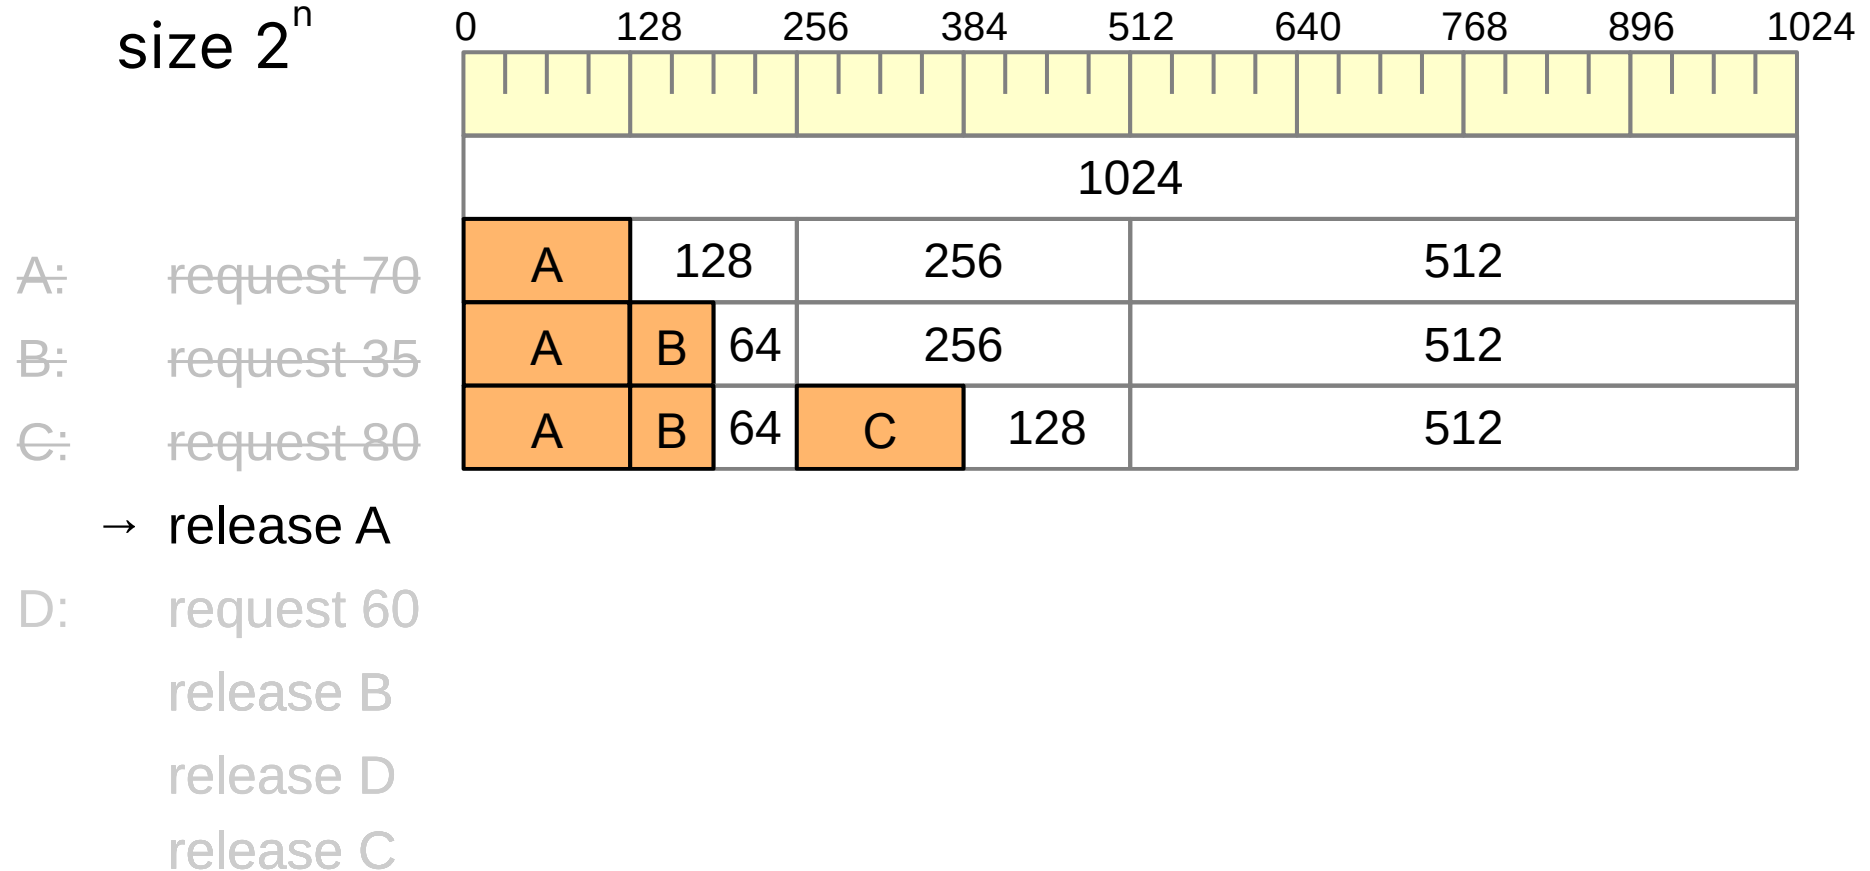 size 2ⁿ
0 128 256 384 512 640 768 896 1024
1024
A: request 70 A 128 256 512
B: request 35 A B 64 256 512
C: request 80 A B 64 C 128 512
→ release A
D: request 60
release B
release D
release C